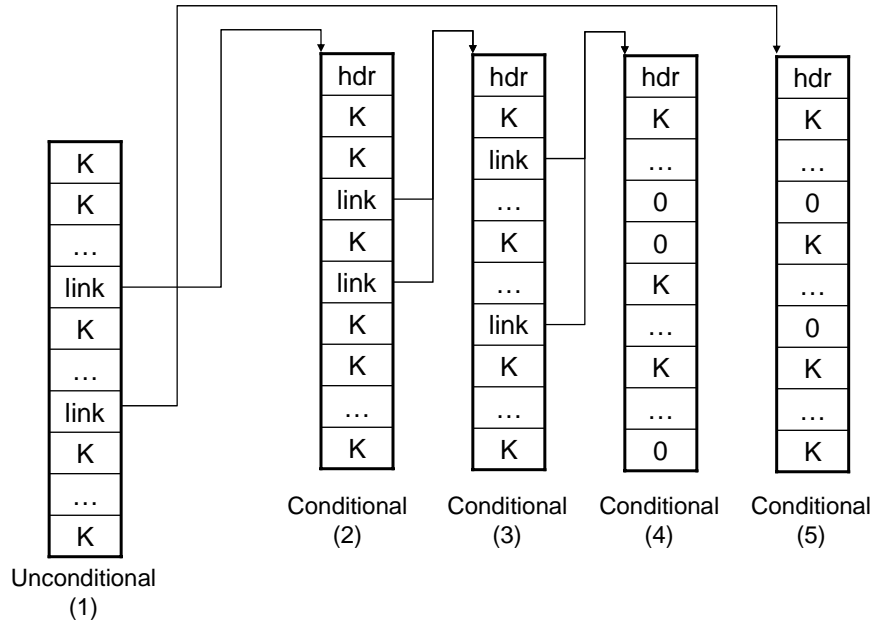 K
K
…
link
K
…
link
K
…
K
Unconditional
(1)
hdr
K
K
link
K
link
K
K
…
K
Conditional
(2)
hdr
K
link
…
K
…
link
K
…
K
Conditional
(3)
hdr
K
…
0
0
K
…
K
…
0
Conditional
(4)
hdr
K
…
0
K
…
0
K
…
K
Conditional
(5)